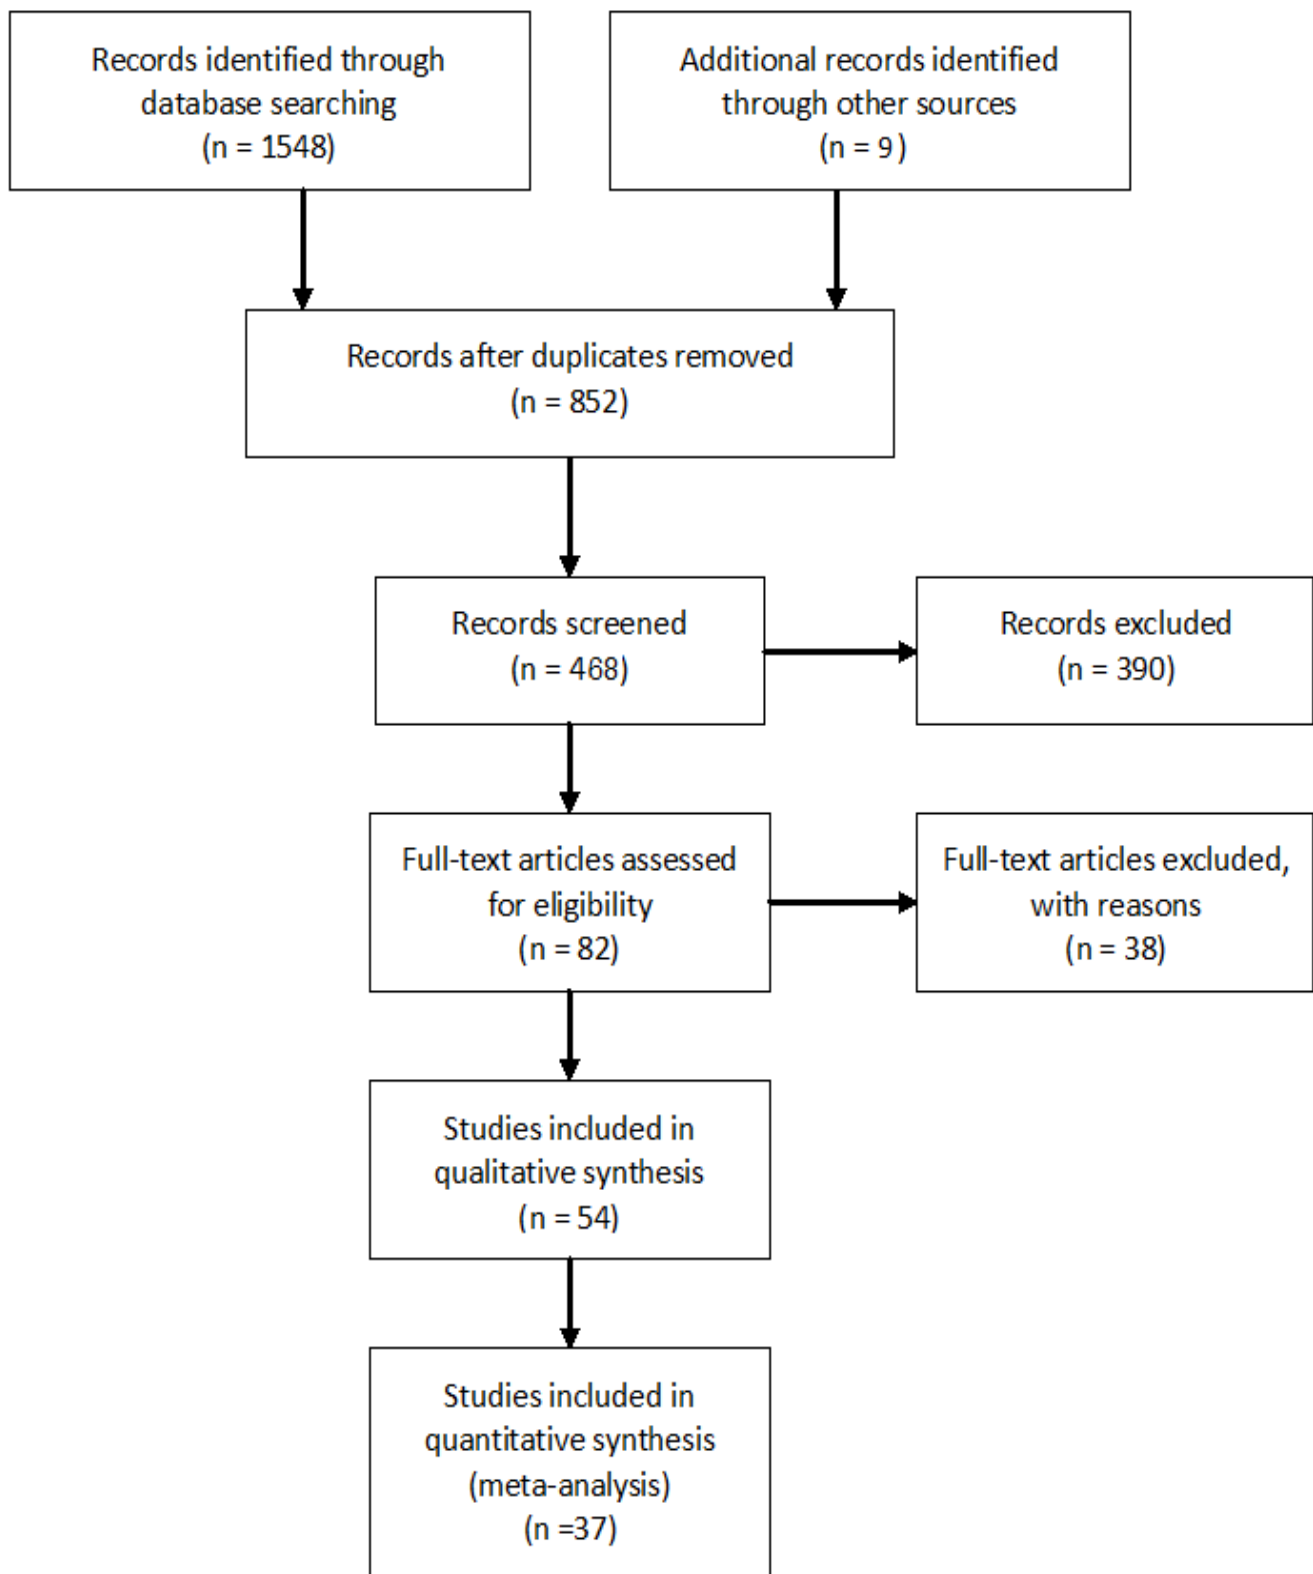 Records identified through
database searching
(n = 1548)
Additional records identified
through other sources
(n = 9 )
Records after duplicates removed
(n = 852)
Records screened
(n = 468)
Records excluded
(n = 390)
Full-text articles assessed
for eligibility
(n = 82)
Full-text articles excluded,
with reasons
(n = 38)
Studies included in
qualitative synthesis
(n = 54)
Studies included in
quantitative synthesis
(meta-analysis)
(n =37)